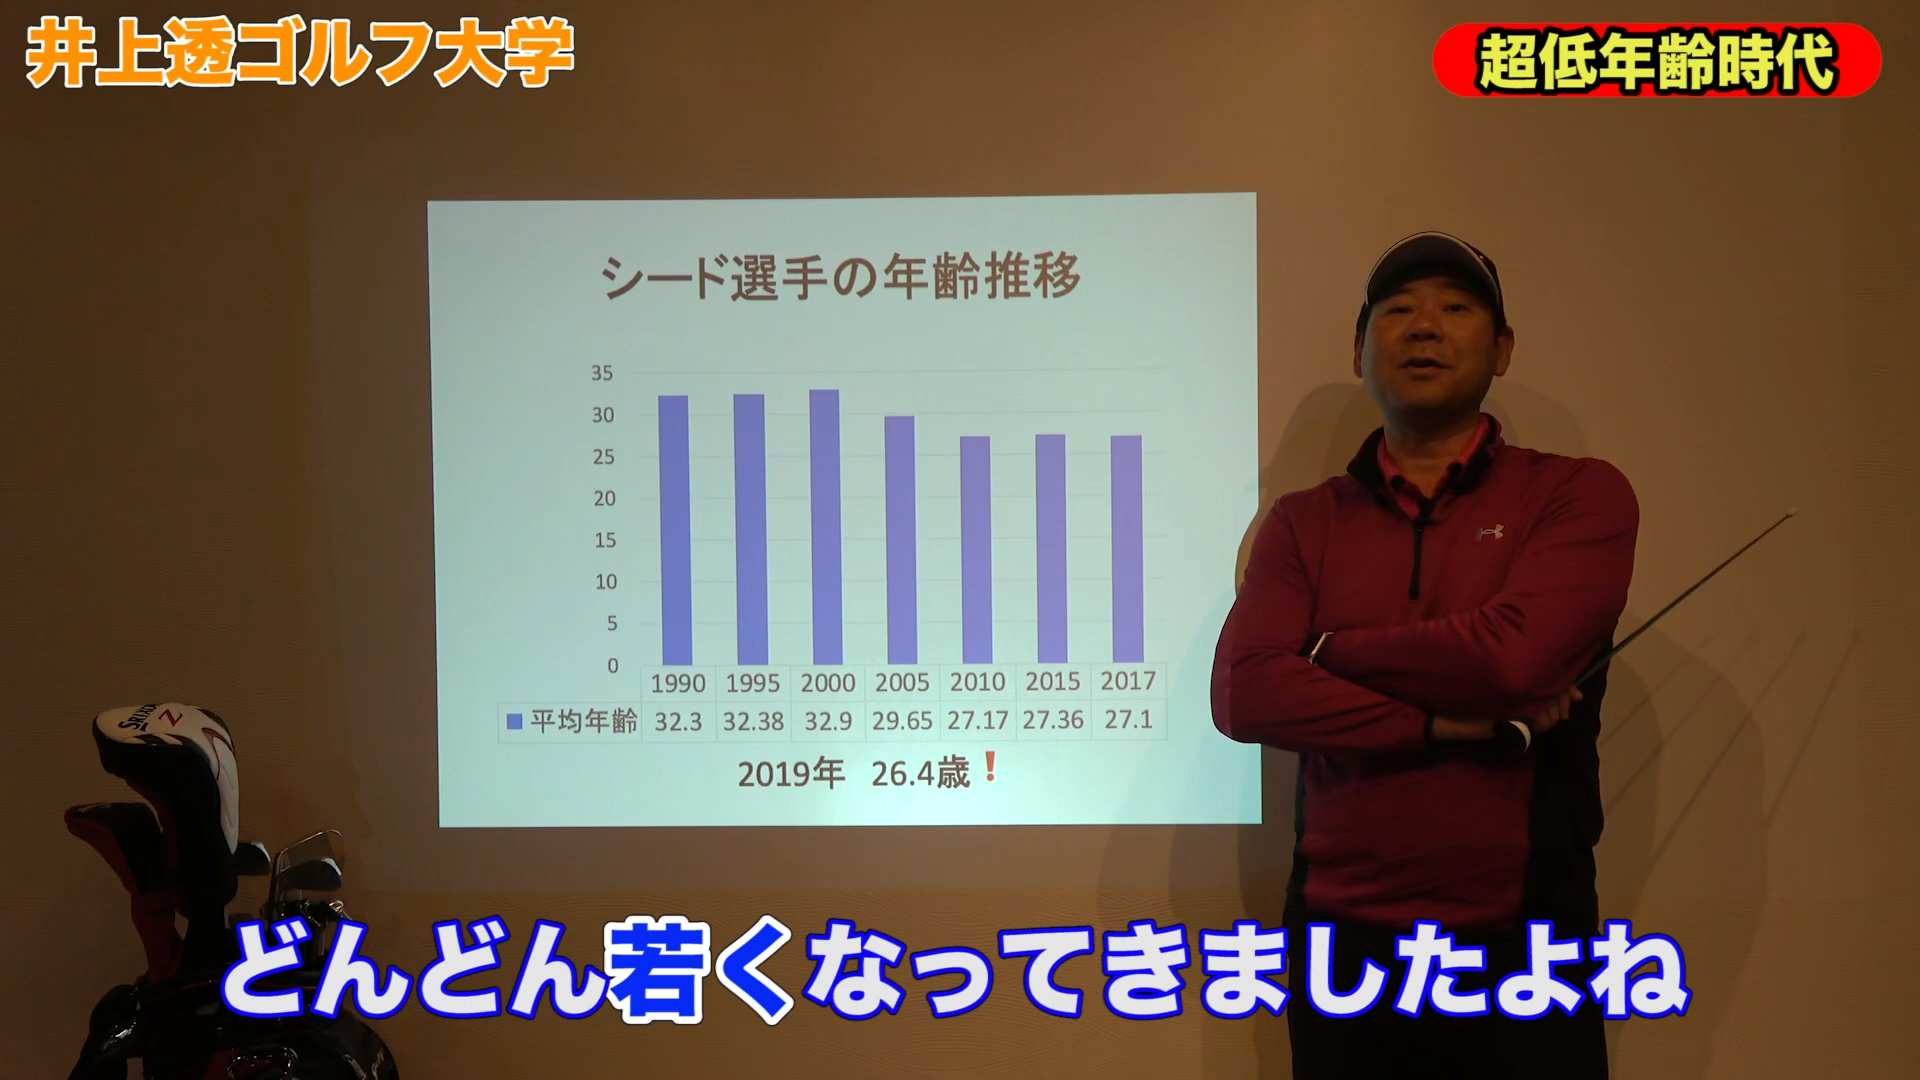 井上透ゴルフ大学
超低年齢時代
シード選手の年齢推移
35
30
25
20
15
10
5
0
1990 1995 2000 2005 2010 2015 2017
平均年齢 32.3 32.38 32.9 29.65 27.17 27.36 27.1
2019年 26.4歳!
SRIXON
Z
どんどん若くなってきましたよね